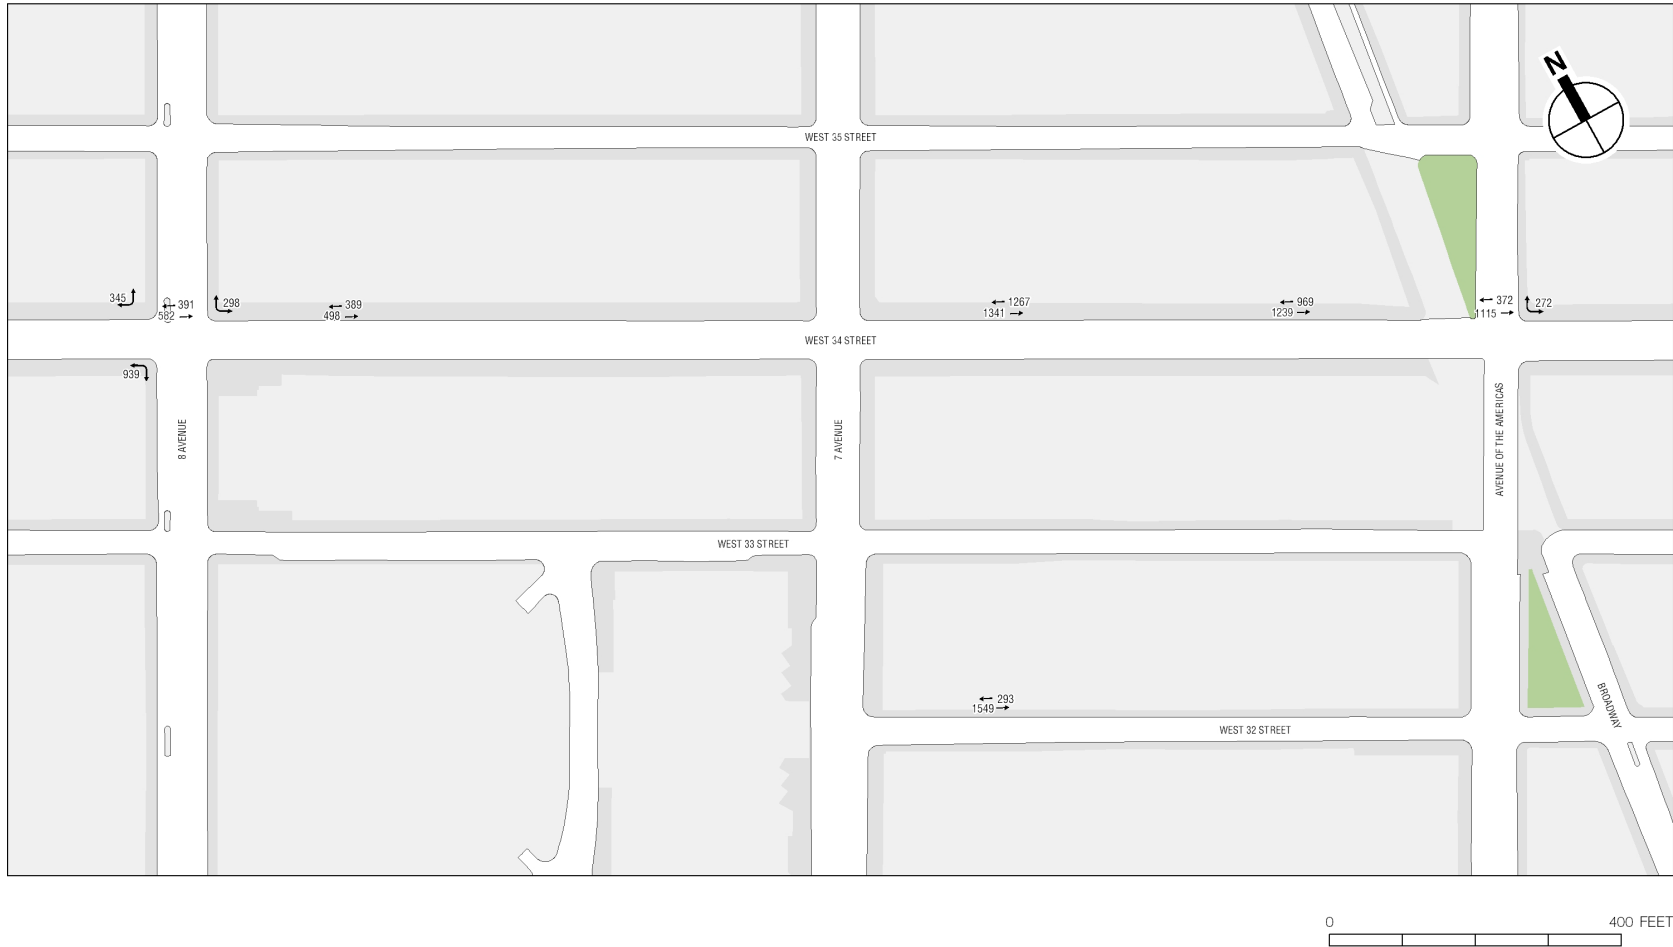 N
WEST 35 STREET
345
391
582
298
389
498
1267
1341
969
1239
372
1115
272
WEST 34 STREET
939
8 AVENUE
7 AVENUE
AVENUE OF THE AMERICAS
WEST 33 STREET
293
1549
BROADWAY
WEST 32 STREET
0
400 FEET